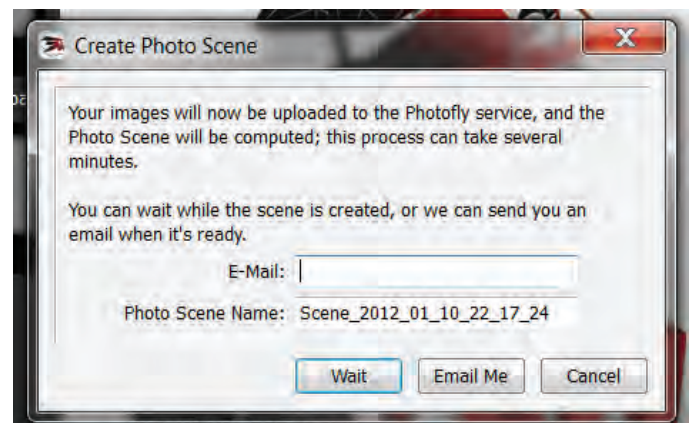 Create Photo Scene
Your images will now be uploaded to the Photofly service, and the
Photo Scene will be computed; this process can take several
minutes.
You can wait while the scene is created, or we can send you an
email when it's ready.
E-Mail:
Photo Scene Name: Scene_2012_01_10_22_17_24
Wait Email Me Cancel